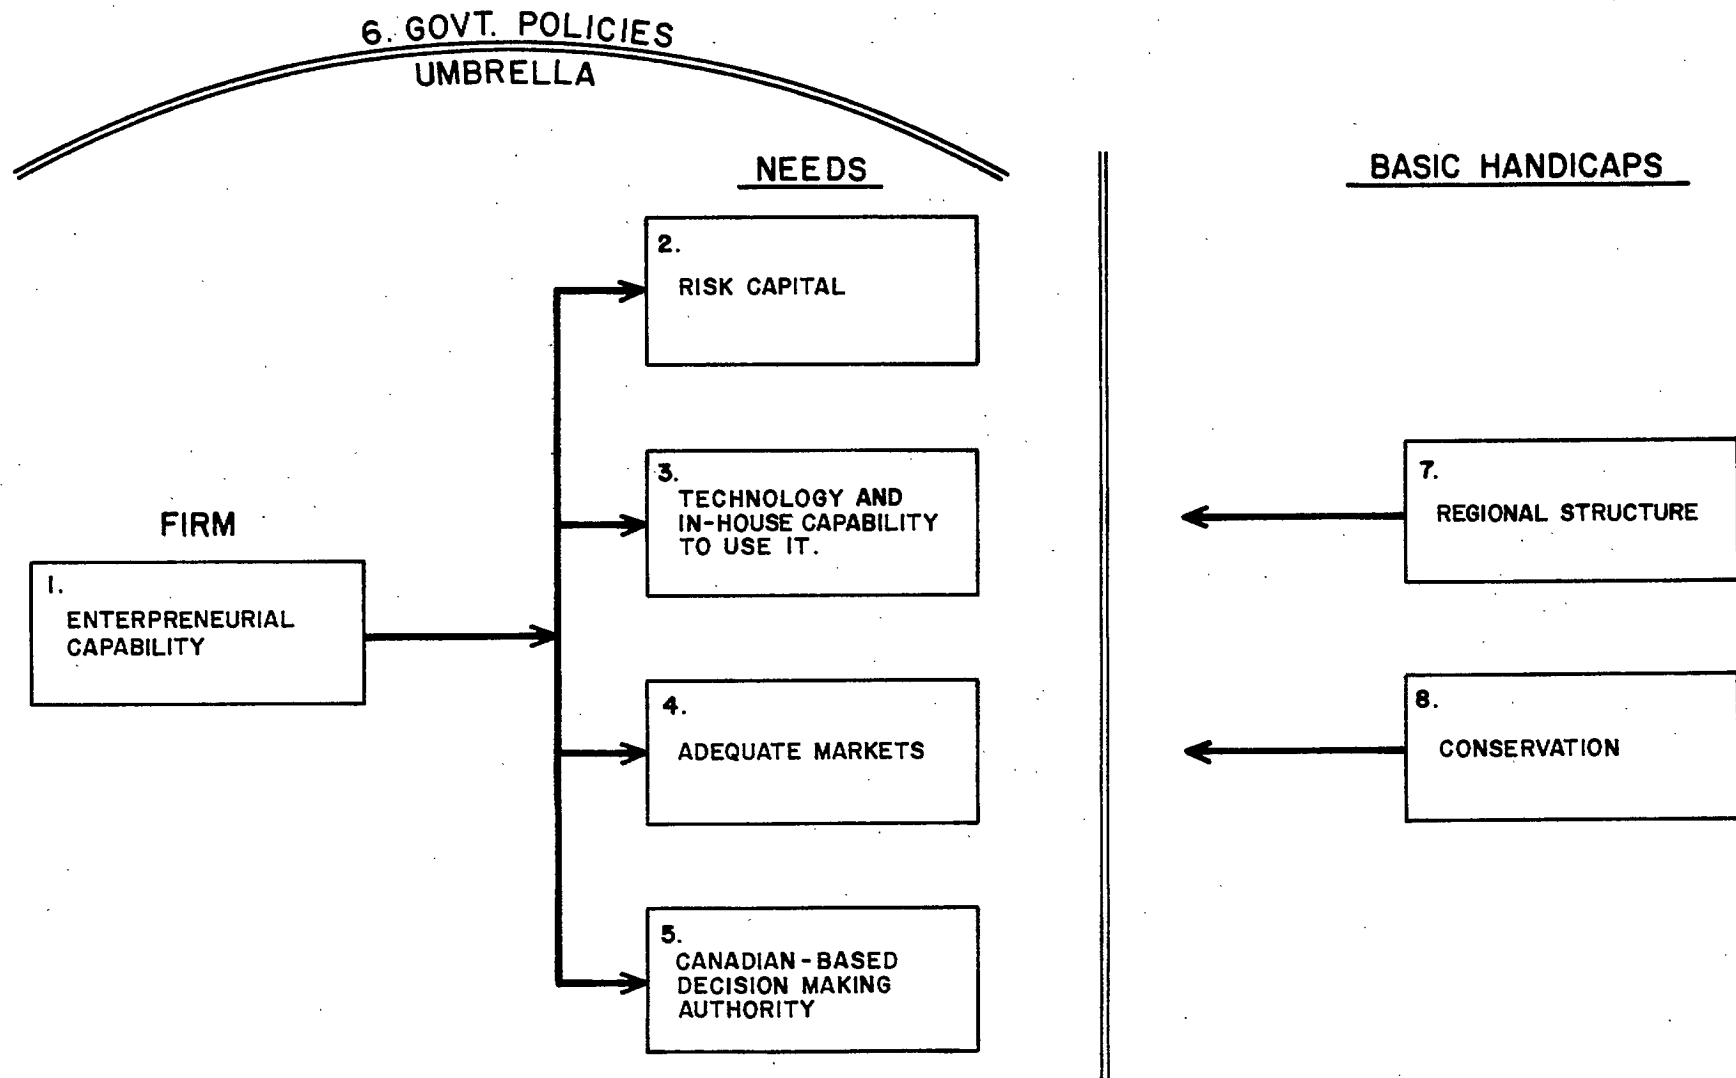 6. GOVT. POLICIES
UMBRELLA
NEEDS
BASIC HANDICAPS
2.
RISK CAPITAL
3.
TECHNOLOGY AND
IN-HOUSE CAPABILITY
TO USE IT.
FIRM
1.
ENTERPRENEURIAL
CAPABILITY
4.
ADEQUATE MARKETS
5.
CANADIAN-BASED
DECISION MAKING
AUTHORITY
7.
REGIONAL STRUCTURE
8.
CONSERVATION